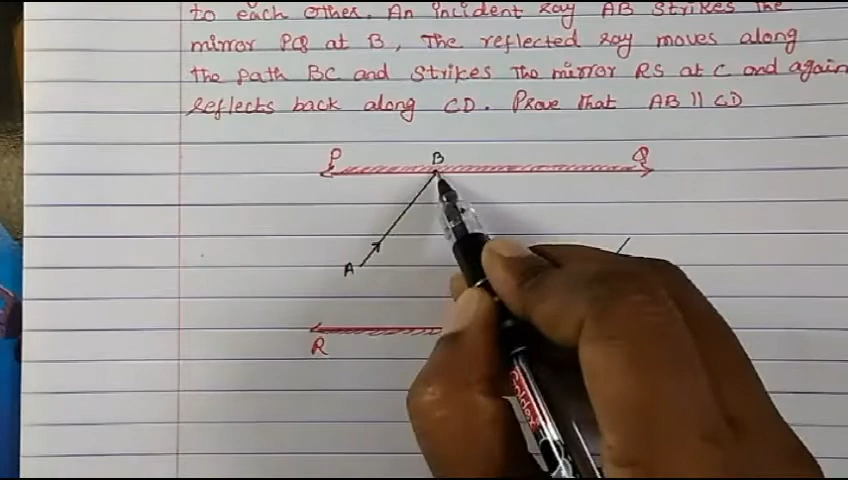 to each other. An incident ray AB strikes the
mirror PQ at B, The reflected ray moves along
the path BC and strikes The mirror RS at C and again
reflects back along CD. Prove That AB || CD
P B Q
A
R